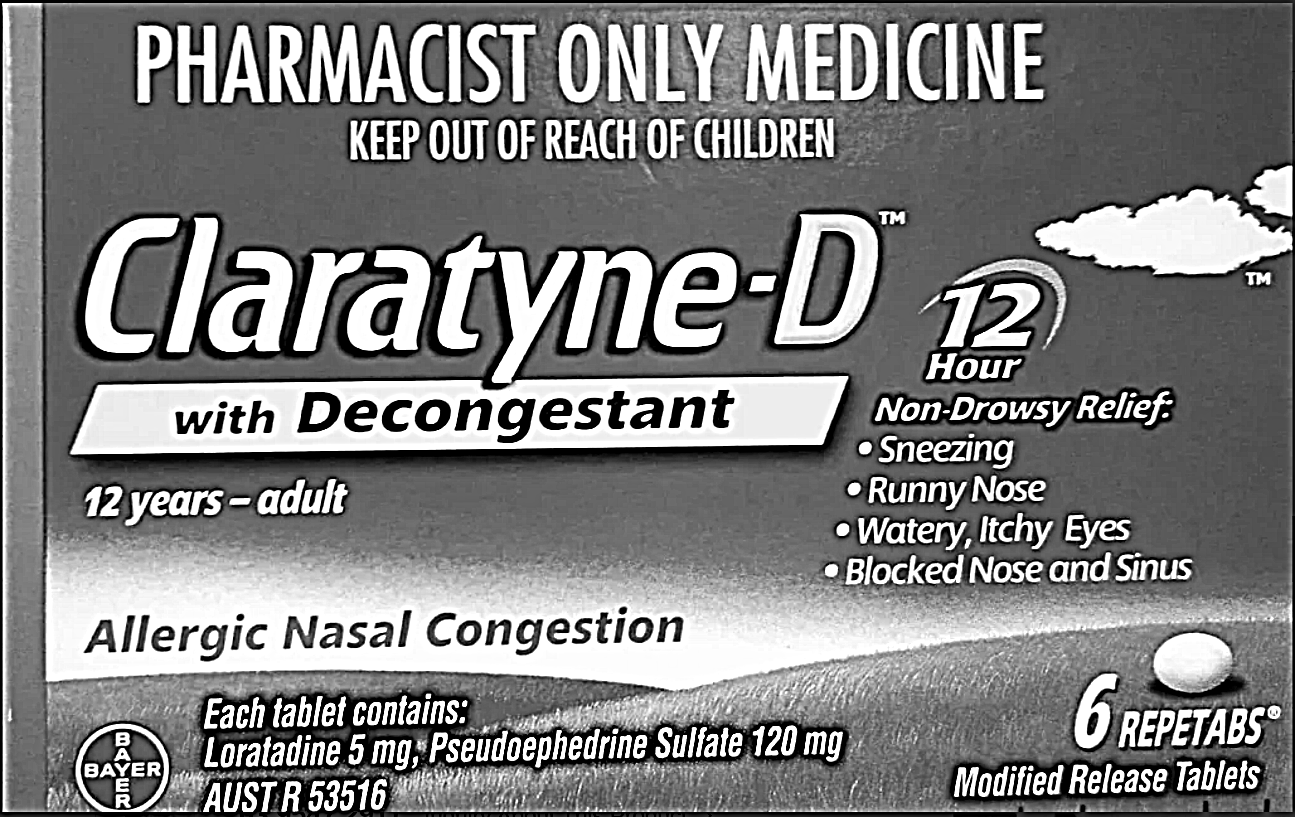 PHARMACIST ONLY MEDICINE
KEEP OUT OF REACH OF CHILDREN
Claratyne-D™
with Decongestant
12 years – adult
™
12
Hour
Non-Drowsy Relief:
• Sneezing
• Runny Nose
• Watery, Itchy Eyes
• Blocked Nose and Sinus
Allergic Nasal Congestion
Each tablet contains:
Loratadine 5 mg, Pseudoephedrine Sulfate 120 mg
AUST R 53516
BAYER
BAYER
6 REPETABS®
Modified Release Tablets